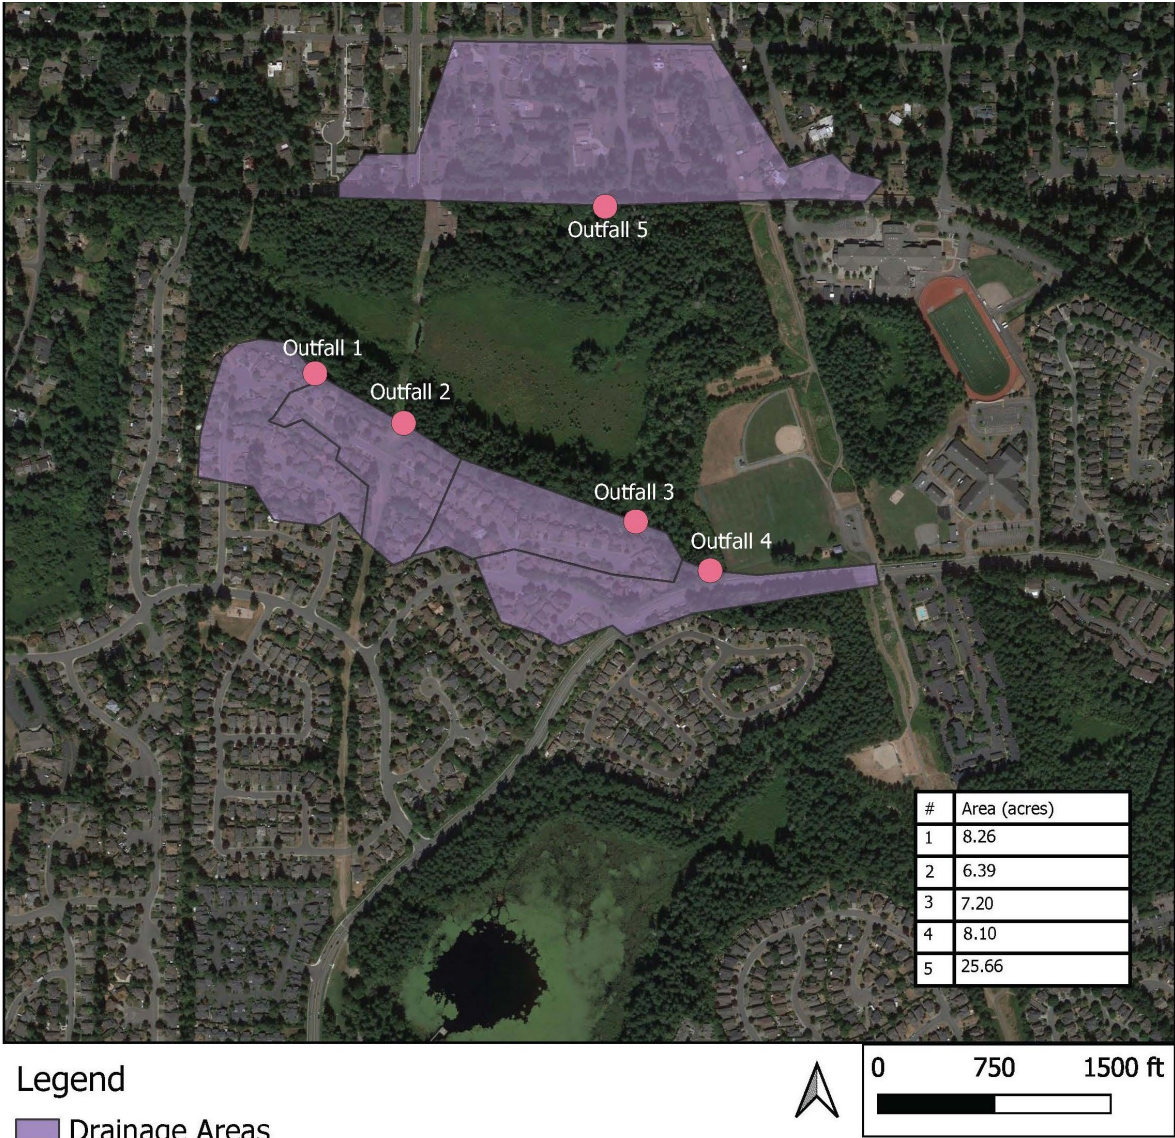 Outfall 5
Outfall 1
Outfall 2
Outfall 3
Outfall 4
# Area (acres)
1 8.26
2 6.39
3 7.20
4 8.10
5 25.66
Legend
Drainage Areas
0 750 1500 ft